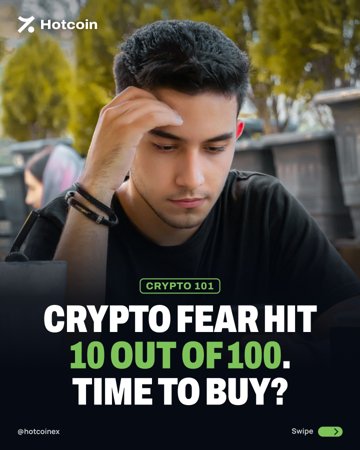 Hotcoin
CRYPTO 101
CRYPTO FEAR HIT
10 OUT OF 100.
TIME TO BUY?
@hotcoinex
Swipe